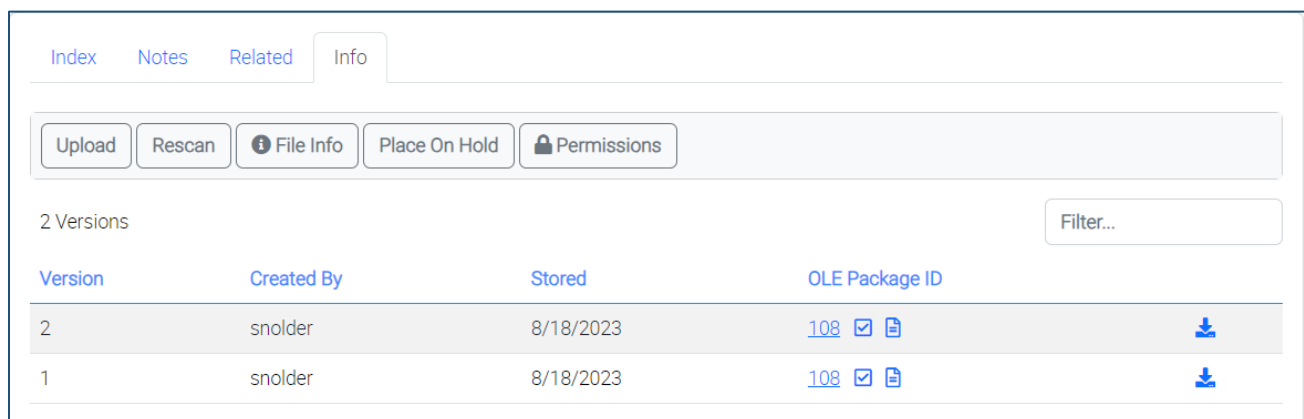 Index Notes Related Info
Upload Rescan File Info Place On Hold Permissions
2 Versions Filter...
Version Created By Stored OLE Package ID
2 snolder 8/18/2023 108
1 snolder 8/18/2023 108